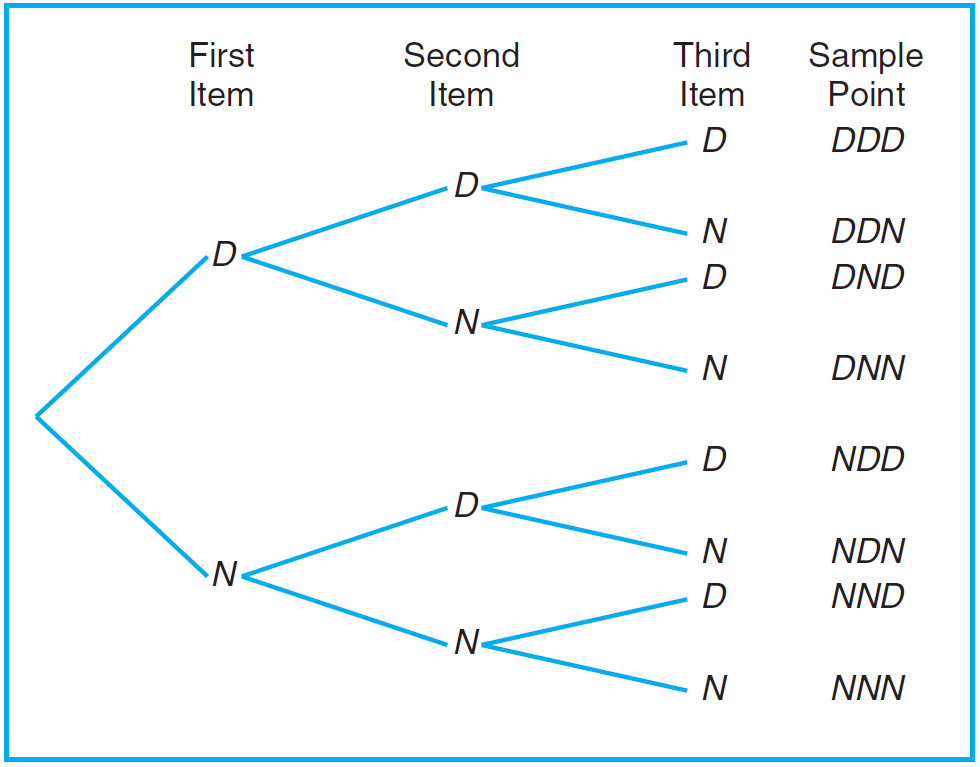 First Second Third Sample
Item Item Item Point
D DDD
D
N DDN
D
D DND
N
N DNN
D NDD
D
N NDN
N
D NND
N
N NNN